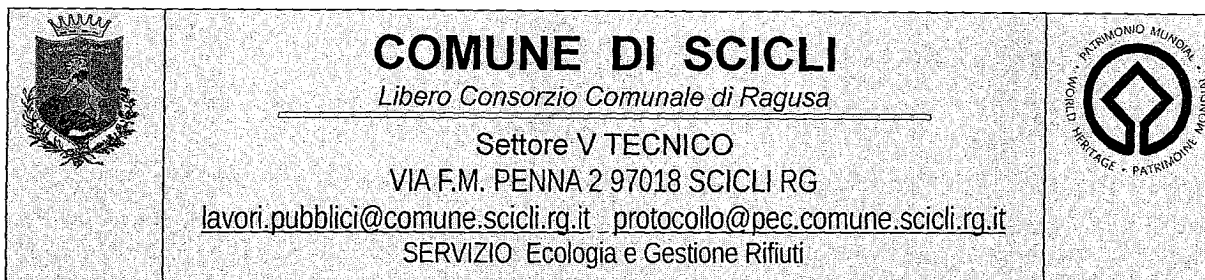 COMUNE DI SCICLI
Libero Consorzio Comunale di Ragusa
Settore V TECNICO
VIA F.M. PENNA 2 97018 SCICLI RG
lavori.pubblici@comune.scicli.rg.it protocollo@pec.comune.scicli.rg.it
SERVIZIO Ecologia e Gestione Rifiuti
PATRIMONIO MUNDIAL • WORLD HERITAGE • PATRIMOINE MONDIAL •